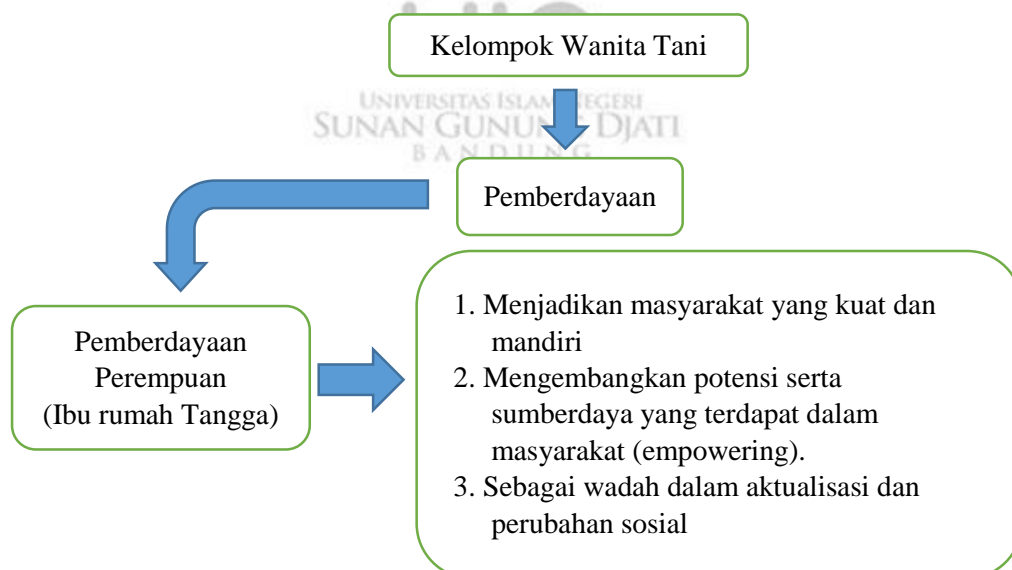 Kelompok Wanita Tani
UNIVERSITAS ISLAM NEGERI
SUNAN GUNUNG DJATI
BANDUNG
Pemberdayaan
Pemberdayaan
Perempuan
(Ibu rumah Tangga)
1. Menjadikan masyarakat yang kuat dan
mandiri
2. Mengembangkan potensi serta
sumberdaya yang terdapat dalam
masyarakat (empowering).
3. Sebagai wadah dalam aktualisasi dan
perubahan sosial